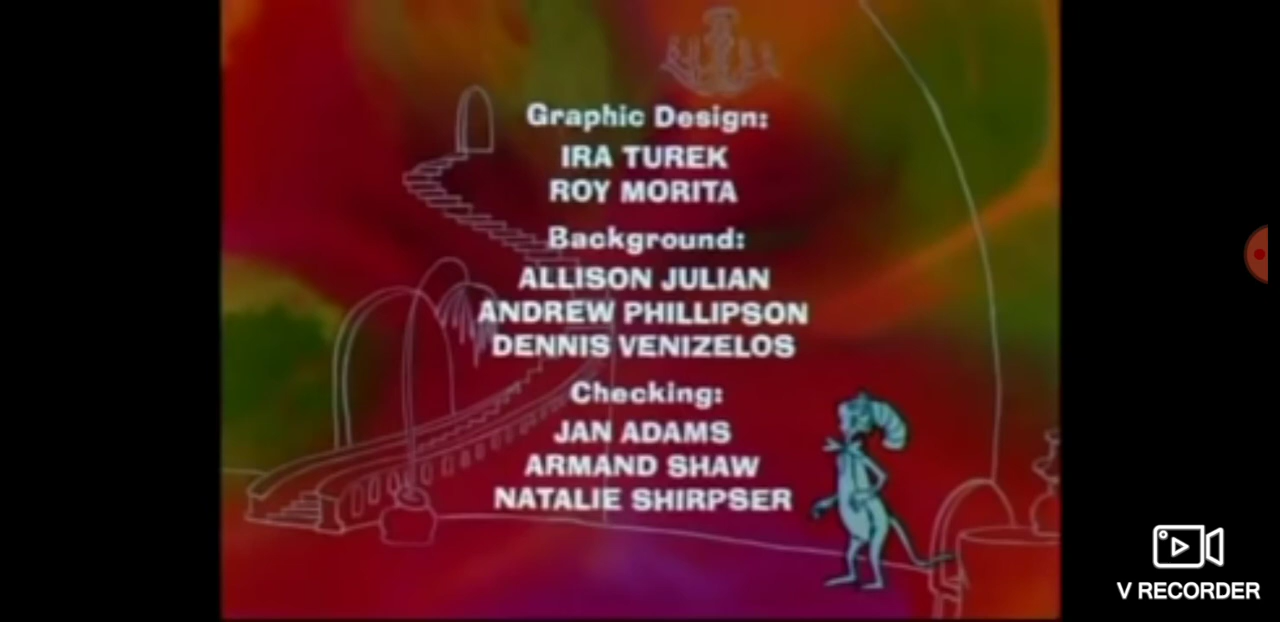 Graphic Design:
IRA TUREK
ROY MORITA
Background:
ALLISON JULIAN
ANDREW PHILLIPSON
DENNIS VENIZELOS
Checking:
JAN ADAMS
ARMAND SHAW
NATALIE SHIRPSER
V RECORDER